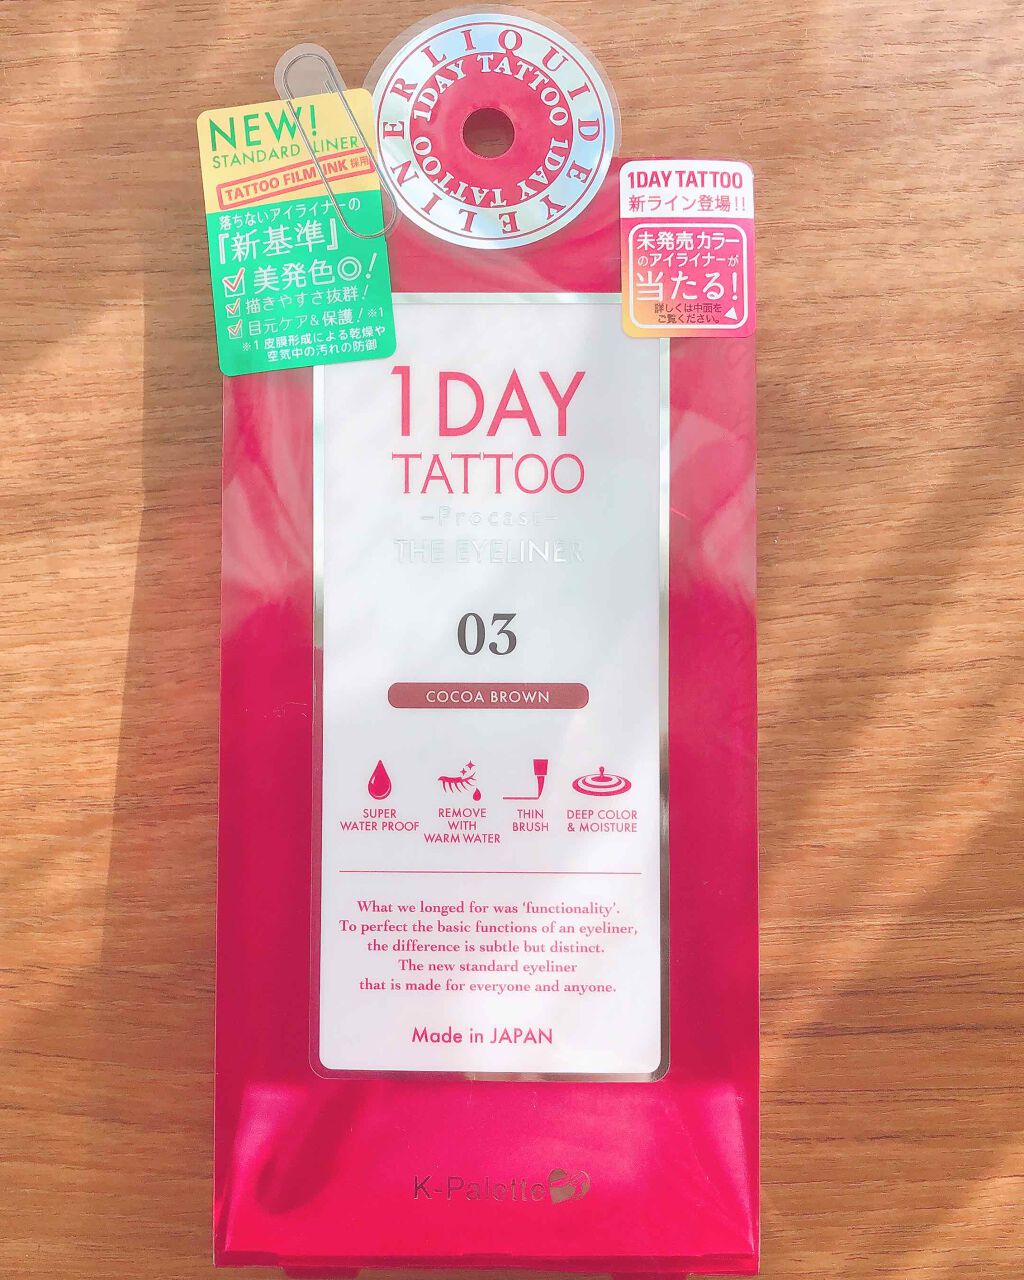 LIQUID EYELINER
1DAY TATTOO 1DAY TATTOO 1DAY TATTOO
NEW!
STANDARD LINER
TATTOO FILM INK 採用
落ちないアイライナーの
『新基準』
美発色◎!
描きやすさ抜群!
目元ケア&保護!※1
※1 皮膜形成による乾燥や
空気中の汚れの防御
1DAY TATTOO
新ライン登場!!
未発売カラー
のアイライナーが
当たる!
詳しくは中面を
ご覧ください。
1DAY
TATTOO
-Procast-
THE EYELINER
03
COCOA BROWN
SUPER
WATER PROOF
REMOVE
WITH
WARM WATER
THIN
BRUSH
DEEP COLOR
& MOISTURE
What we longed for was 'functionality'.
To perfect the basic functions of an eyeliner,
the difference is subtle but distinct.
The new standard eyeliner
that is made for everyone and anyone.
Made in JAPAN
K-Palette